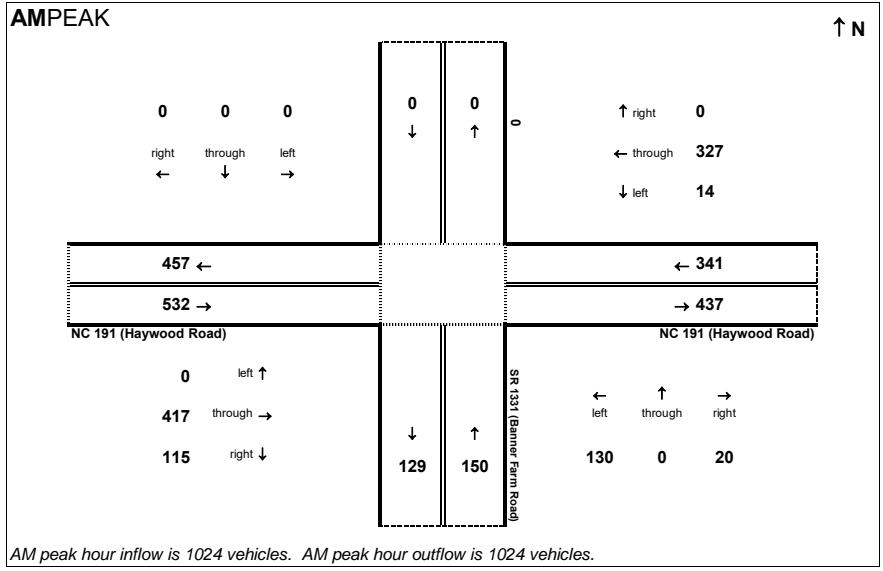 AMPEAK
↑ N
0 0 0
right through left
← ↓ →
0 0
↓ ↑
0
↑ right 0
← through 327
↓ left 14
457 ←
← 341
532 →
→ 437
NC 191 (Haywood Road)
NC 191 (Haywood Road)
0 left ↑
417 through →
115 right ↓
↓ ↑
129 150
SR 1331 (Banner Farm Road)
← ↑ →
left through right
130 0 20
AM peak hour inflow is 1024 vehicles. AM peak hour outflow is 1024 vehicles.